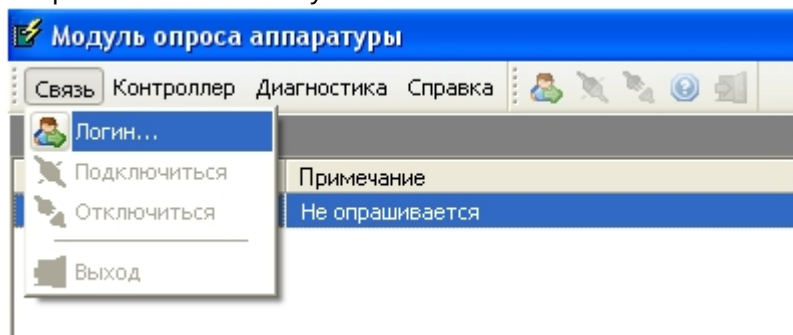 Модуль опроса аппаратуры
Связь Контроллер Диагностика Справка
Логин...
Подключиться
Примечание
Отключиться
Не опрашивается
Выход